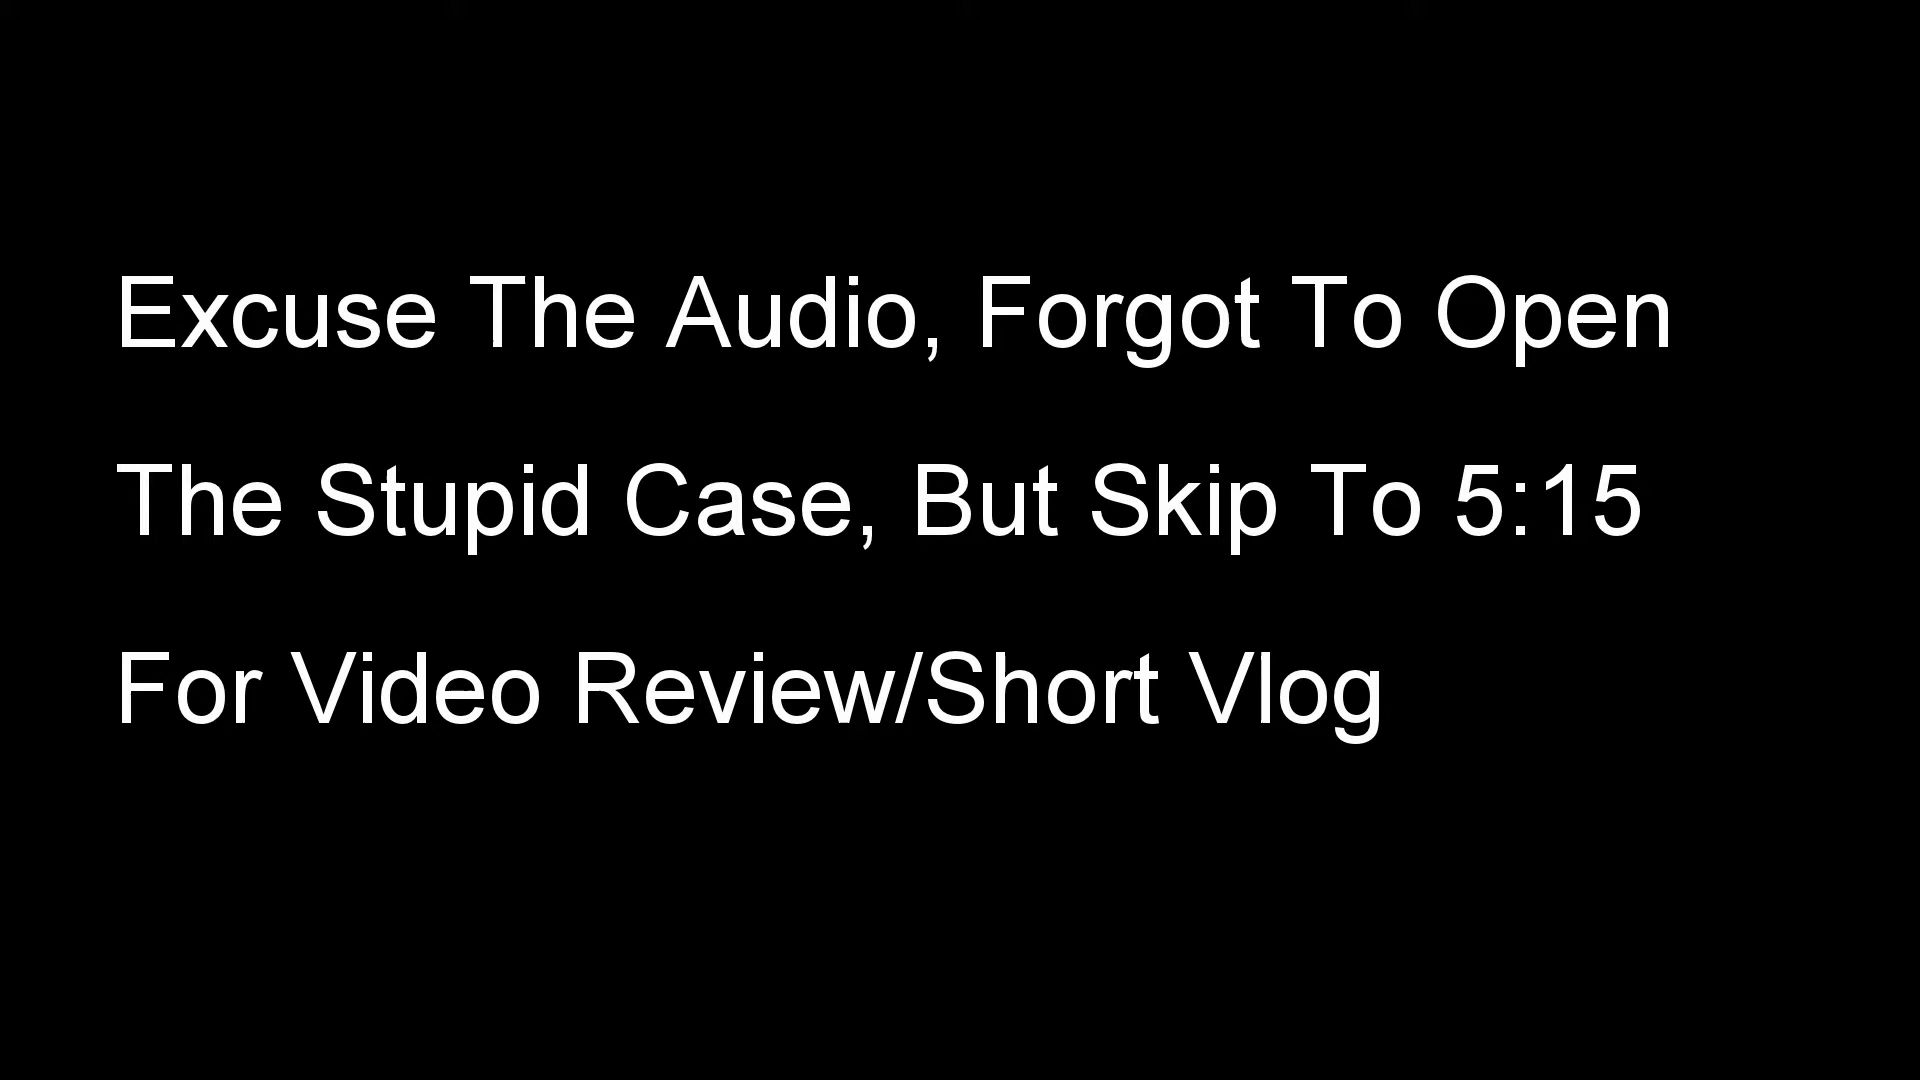 Excuse The Audio, Forgot To Open
The Stupid Case, But Skip To 5:15
For Video Review/Short Vlog